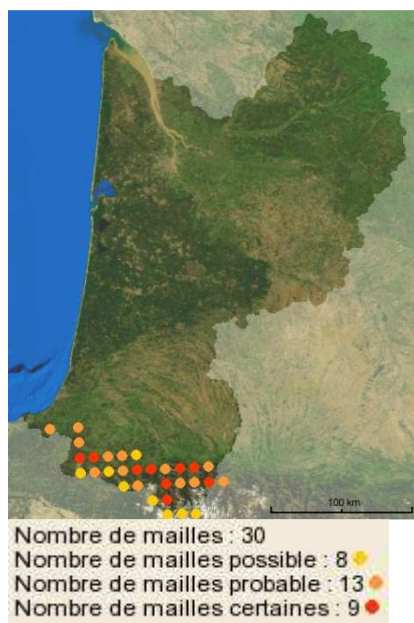 100 km
Nombre de mailles : 30
Nombre de mailles possible : 8
Nombre de mailles probable : 13
Nombre de mailles certaines : 9